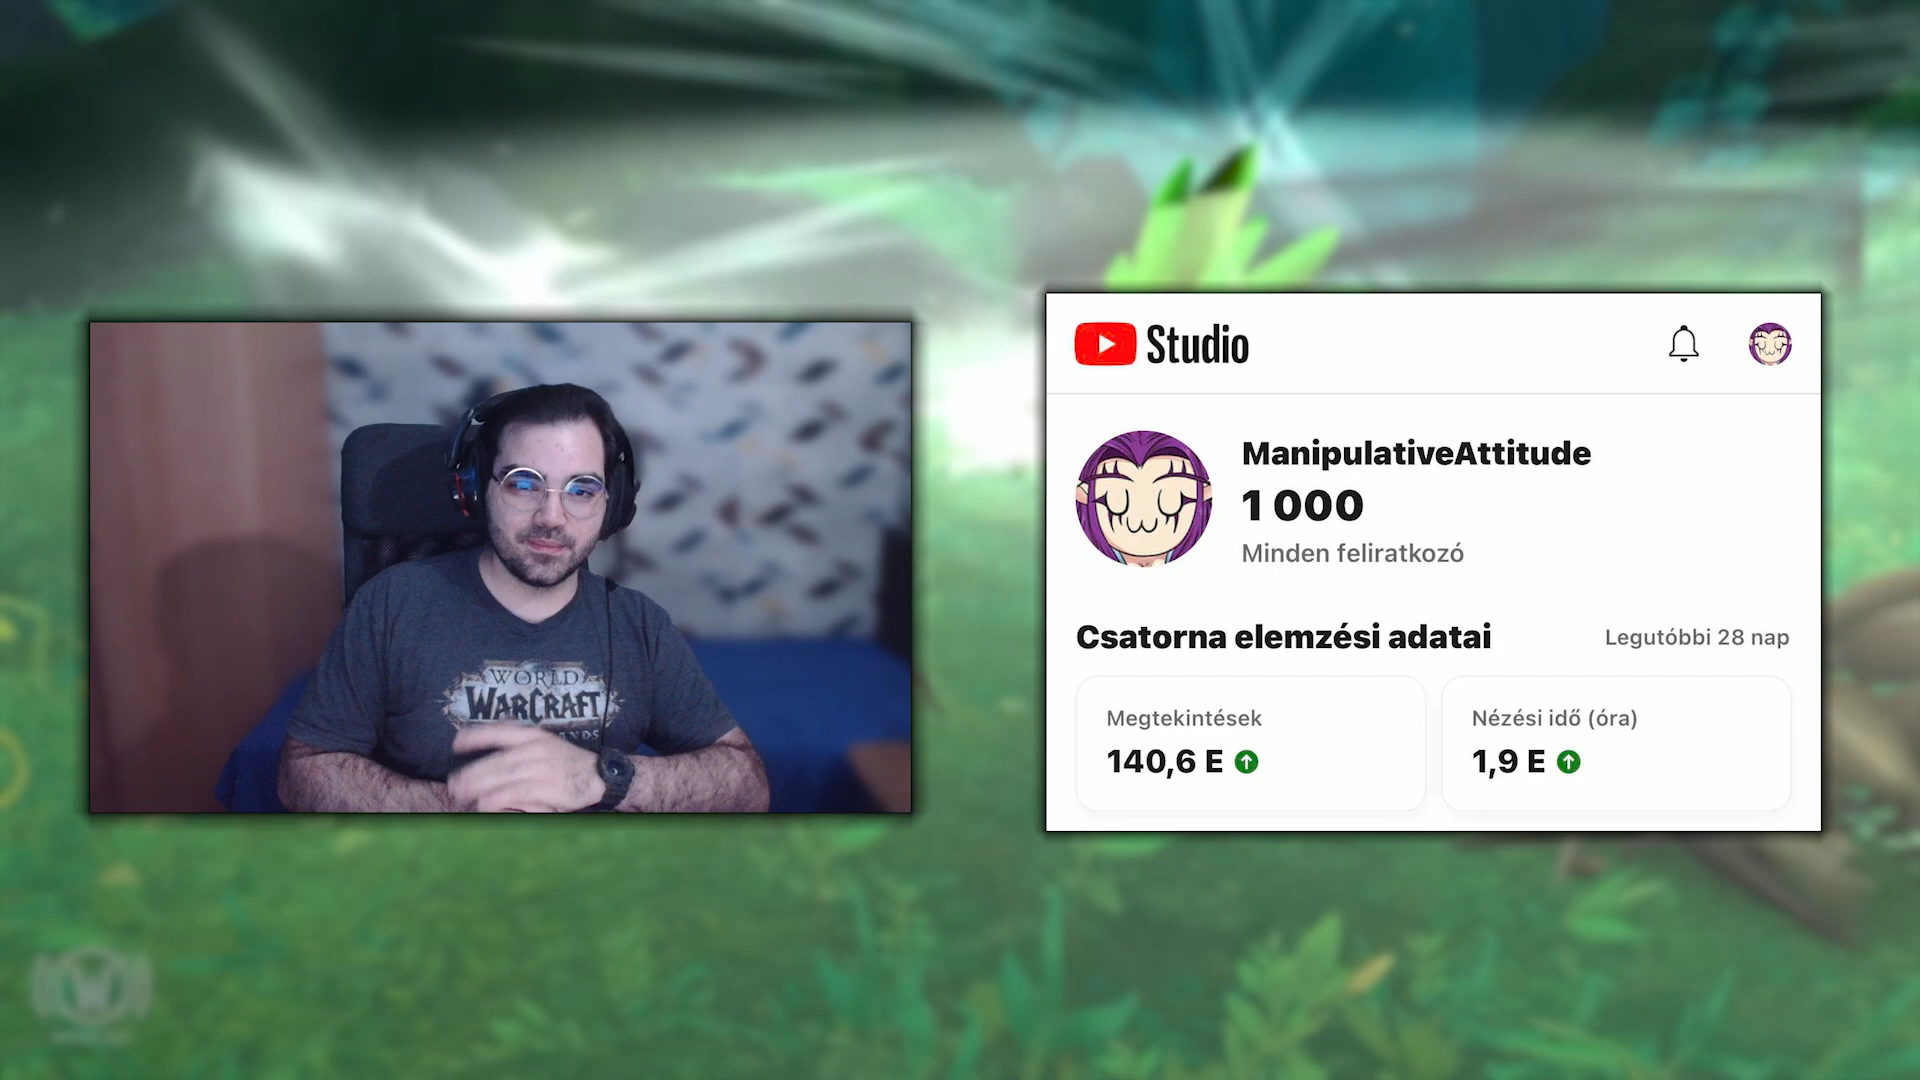 WORLD
WARCRAFT
ANDS
Studio
ManipulativeAttitude
1 000
Minden feliratkozó
Csatorna elemzési adatai
Legutóbbi 28 nap
Megtekintések
140,6 E
Nézési idő (óra)
1,9 E